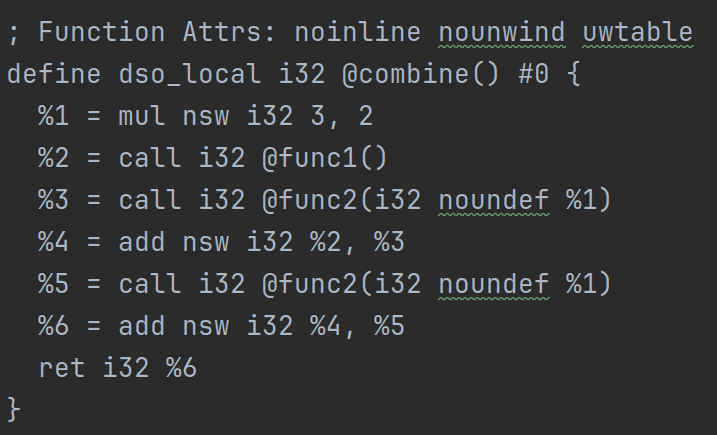 ; Function Attrs: noinline nounwind uwtable
define dso_local i32 @combine() #0 {
  %1 = mul nsw i32 3, 2
  %2 = call i32 @func1()
  %3 = call i32 @func2(i32 noundef %1)
  %4 = add nsw i32 %2, %3
  %5 = call i32 @func2(i32 noundef %1)
  %6 = add nsw i32 %4, %5
  ret i32 %6
}